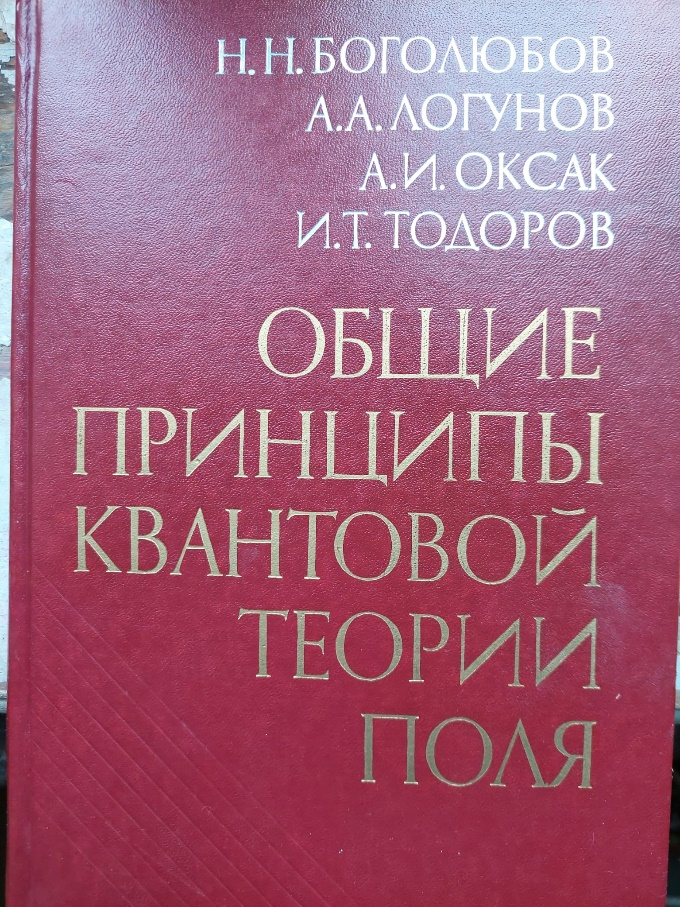 Н.Н.БОГОЛЮБОВ
А.А.ЛОГУНОВ
А.И.ОКСАК
И.Т.ТОДОРОВ
ОБЩИЕ
ПРИНЦИПЫ
КВАНТОВОЙ
ТЕОРИИ
ПОЛЯ